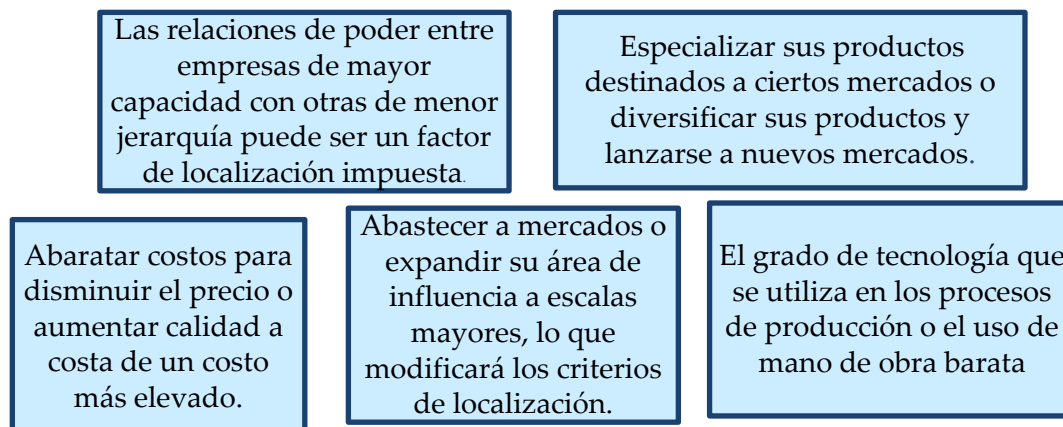 Las relaciones de poder entre
empresas de mayor
capacidad con otras de menor
jerarquía puede ser un factor
de localización impuesta.
Especializar sus productos
destinados a ciertos mercados o
diversificar sus productos y
lanzarse a nuevos mercados.
Abaratar costos para
disminuir el precio o
aumentar calidad a
costa de un costo
más elevado.
Abastecer a mercados o
expandir su área de
influencia a escalas
mayores, lo que
modificará los criterios
de localización.
El grado de tecnología que
se utiliza en los procesos
de producción o el uso de
mano de obra barata